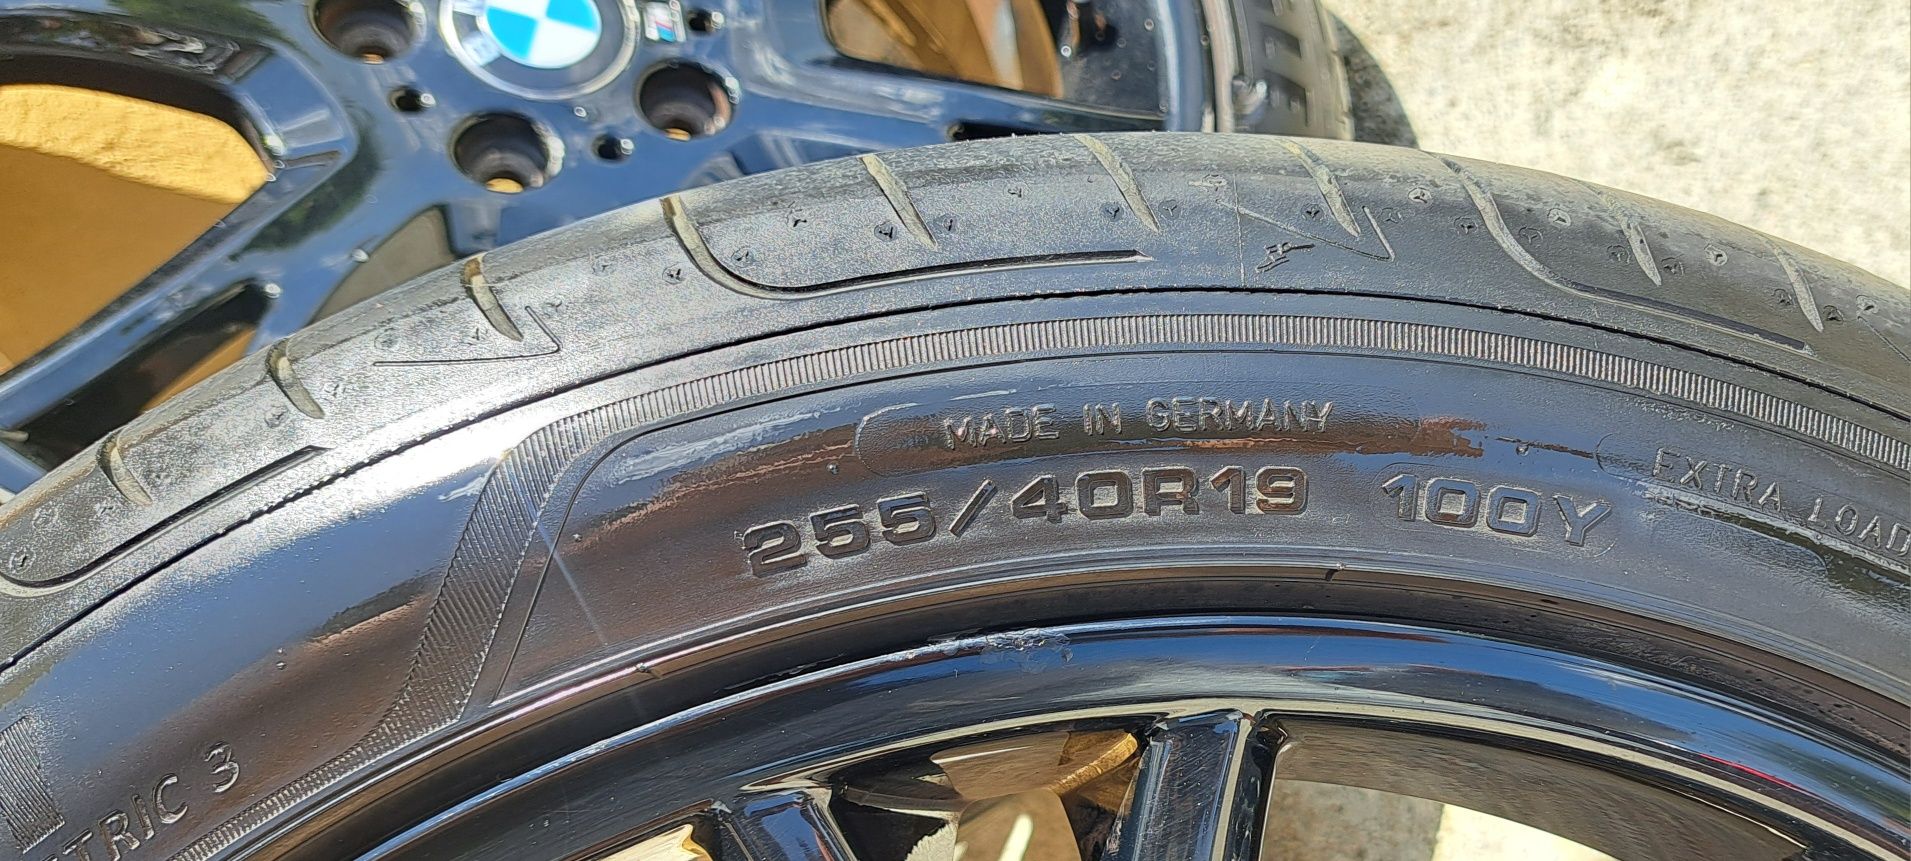 MADE IN GERMANY
255/40R19 100Y
EXTRA LOAD
TRIC 3